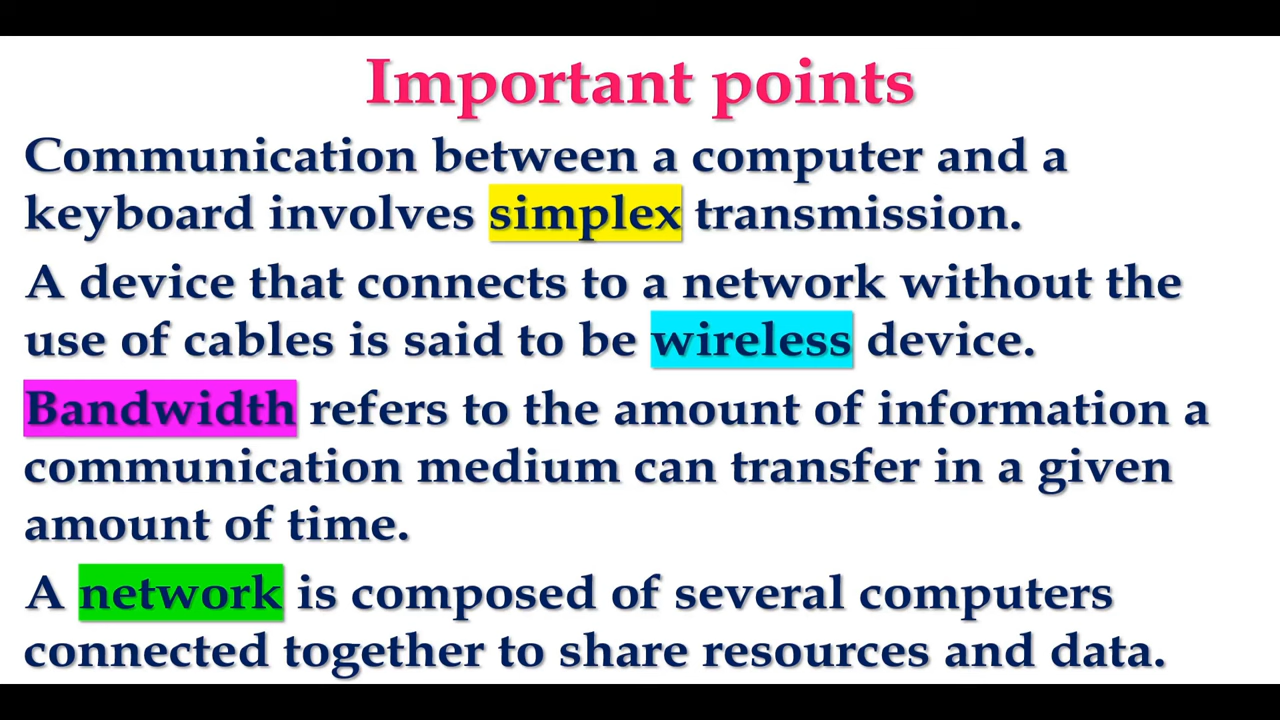 Important points
Communication between a computer and a
keyboard involves simplex transmission.
A device that connects to a network without the
use of cables is said to be wireless device.
Bandwidth refers to the amount of information a
communication medium can transfer in a given
amount of time.
A network is composed of several computers
connected together to share resources and data.